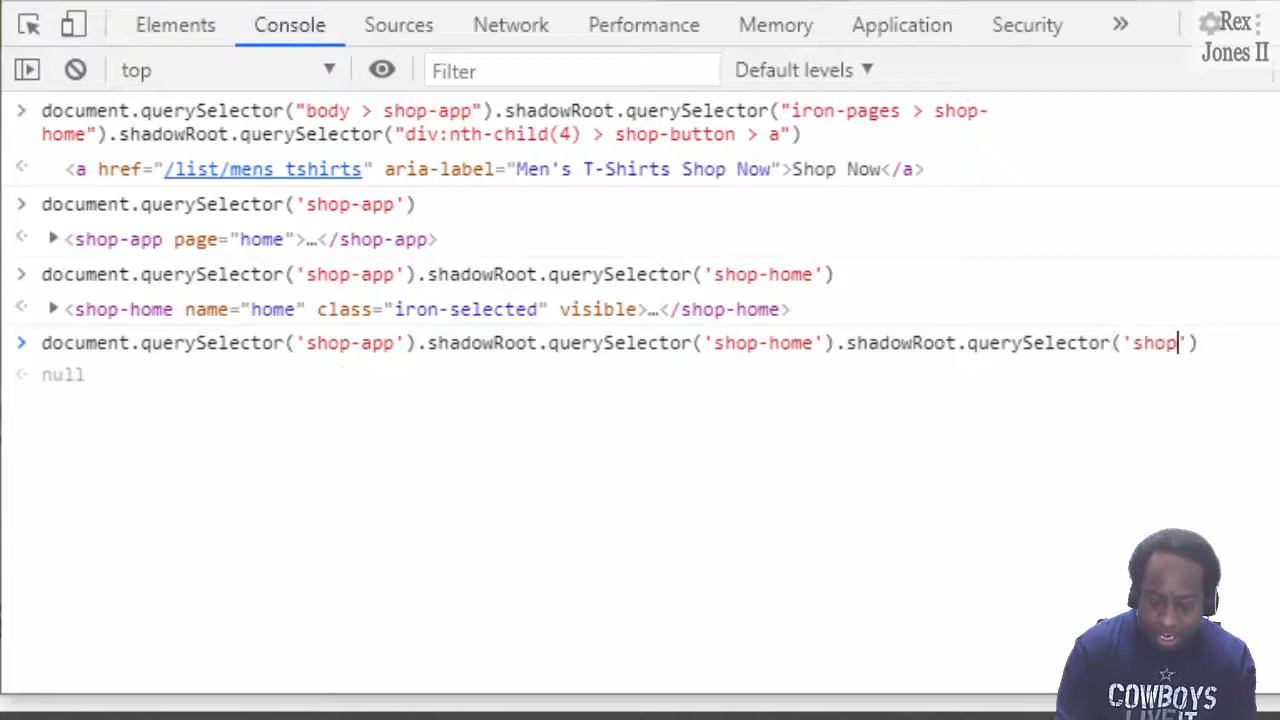 Elements Console Sources Network Performance Memory Application Security »
Rex
Jones II
top ▼ Filter Default levels ▼
> document.querySelector("body > shop-app").shadowRoot.querySelector("iron-pages > shop-
home").shadowRoot.querySelector("div:nth-child(4) > shop-button > a")
<a href="/list/mens_tshirts" aria-label="Men's T-Shirts Shop Now">Shop Now</a>
> document.querySelector('shop-app')
<shop-app page="home">…</shop-app>
> document.querySelector('shop-app').shadowRoot.querySelector('shop-home')
<shop-home name="home" class="iron-selected" visible>…</shop-home>
> document.querySelector('shop-app').shadowRoot.querySelector('shop-home').shadowRoot.querySelector('shop')
null
COWBOYS